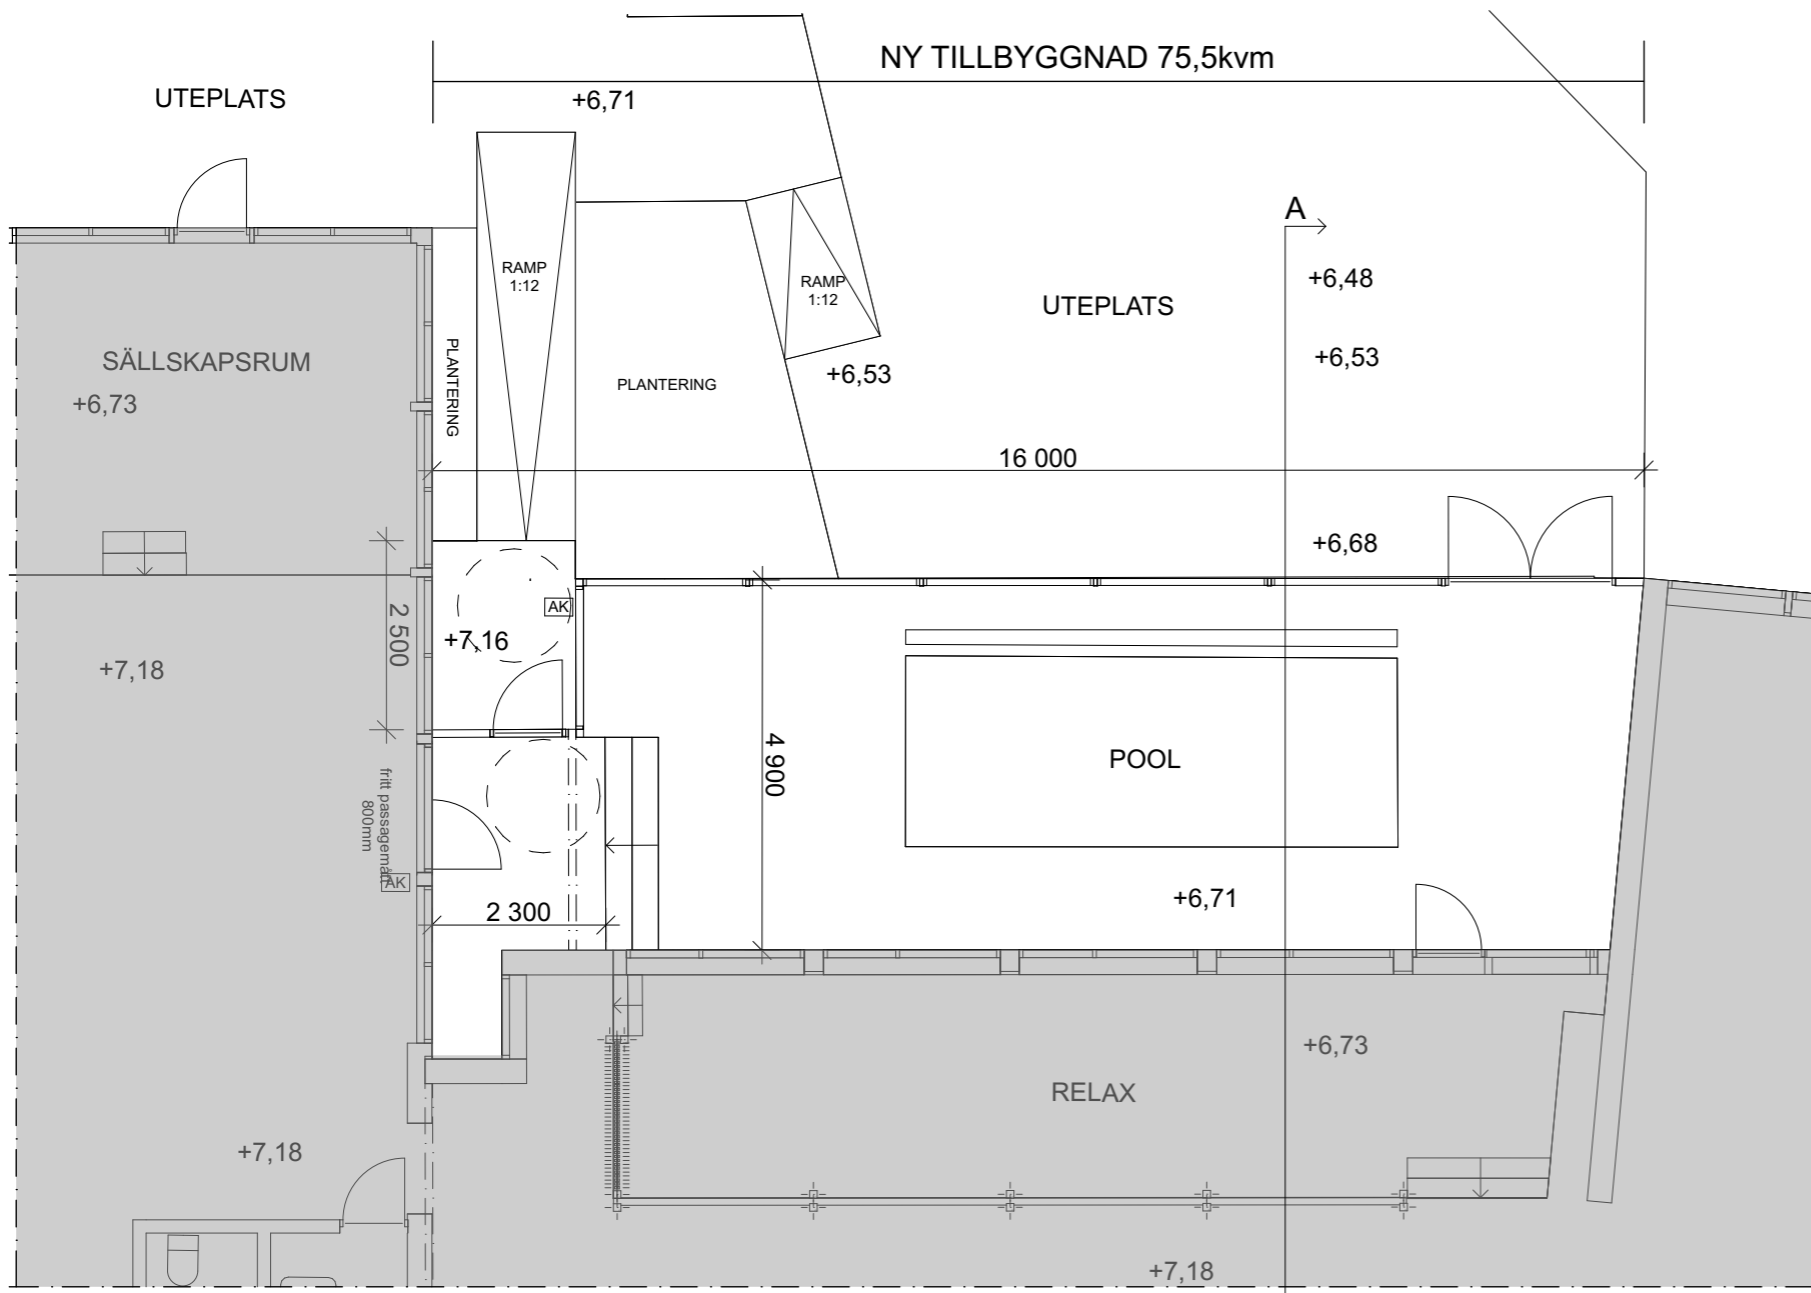 NY TILLBYGGNAD 75,5kvm
UTEPLATS
+6,71
A
RAMP
1:12
RAMP
1:12
+6,48
UTEPLATS
SÄLLSKAPSRUM
+6,53
+6,73
PLANTERING
PLANTERING
+6,53
16 000
+6,68
AK
2 500
+7,16
+7,18
4 900
POOL
fritt passagemått
800mm
AK
+6,71
2 300
+6,73
RELAX
+7,18
+7,18